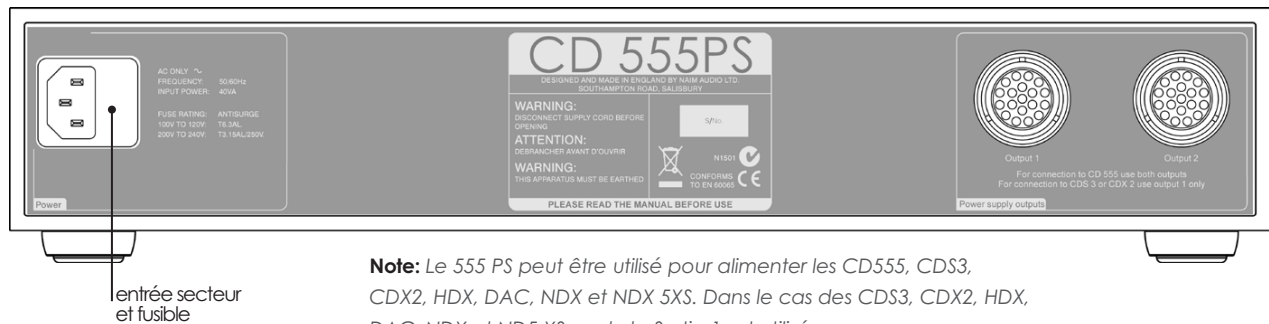 AC ONLY
FREQUENCY: 50/60Hz
INPUT POWER: 40VA
FUSE RATING: ANTISURGE
100V TO 120V: T6.3AL.
200V TO 240V: T3.15AL/250V.
Power
CD 555PS
DESIGNED AND MADE IN ENGLAND BY NAIM AUDIO LTD.
SOUTHAMPTON ROAD, SALISBURY
WARNING:
DISCONNECT SUPPLY CORD BEFORE
OPENING
ATTENTION:
DEBRANCHER AVANT D'OUVRIR
WARNING:
THIS APPARATUS MUST BE EARTHED
S/No
N1501
CONFORMS
TO EN 60065
CE
PLEASE READ THE MANUAL BEFORE USE
Output 1
Output 2
For connection to CD 555 use both outputs
For connection to CDS 3 or CDX 2 use output 1 only
Power supply outputs
entrée secteur
et fusible
Note: Le 555 PS peut être utilisé pour alimenter les CD555, CDS3,
CDX2, HDX, DAC, NDX et NDX 5XS. Dans le cas des CDS3, CDX2, HDX,